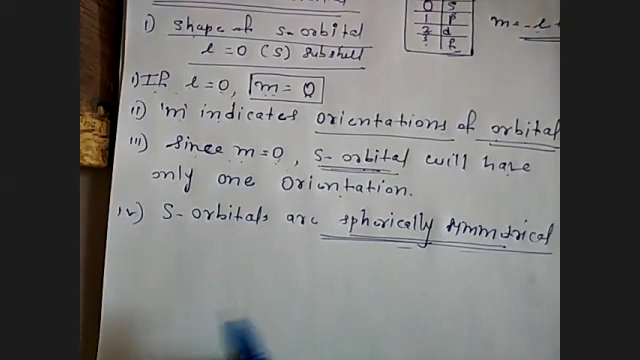 i) shape of s-orbital
l = 0 (s) subshell
0 s
1 p
2 d
3 f
m = -l +
i) If l = 0, m = 0
ii) 'm' indicates orientations of orbital
iii) since m = 0, s-orbital will have
only one orientation.
iv) S-orbitals are spherically symmetrical